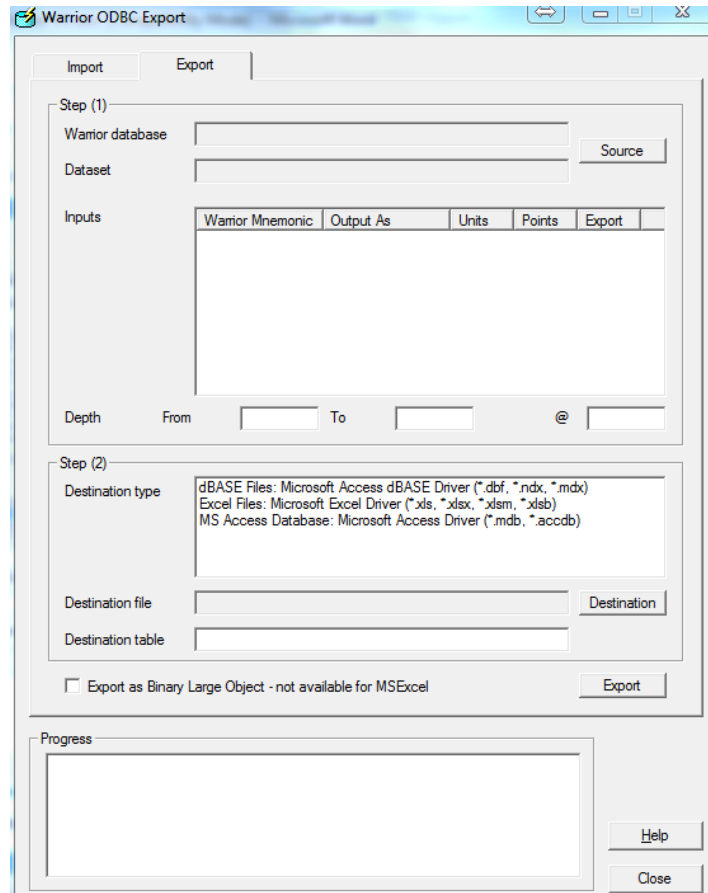 Warrior ODBC Export
Import Export
Step (1)
Warrior database
Source
Dataset
Inputs
Warrior Mnemonic Output As Units Points Export
Depth From To @
Step (2)
Destination type
dBASE Files: Microsoft Access dBASE Driver (*.dbf, *.ndx, *.mdx)
Excel Files: Microsoft Excel Driver (*.xls, *.xlsx, *.xlsm, *.xlsb)
MS Access Database: Microsoft Access Driver (*.mdb, *.accdb)
Destination file
Destination
Destination table
Export as Binary Large Object - not available for MSExcel
Export
Progress
Help
Close